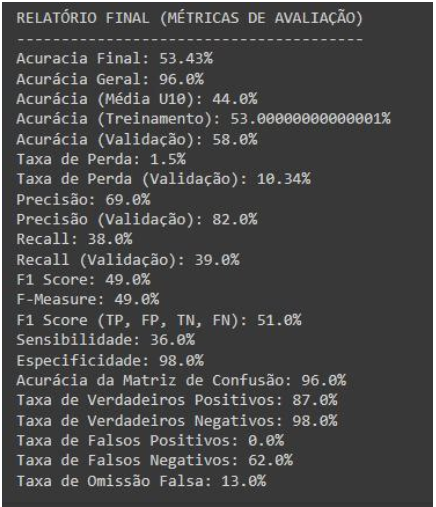 RELATÓRIO FINAL (MÉTRICAS DE AVALIAÇÃO)
---------------------------------------
Acuracia Final: 53.43%
Acurácia Geral: 96.0%
Acurácia (Média U10): 44.0%
Acurácia (Treinamento): 53.00000000000001%
Acurácia (Validação): 58.0%
Taxa de Perda: 1.5%
Taxa de Perda (Validação): 10.34%
Precisão: 69.0%
Precisão (Validação): 82.0%
Recall: 38.0%
Recall (Validação): 39.0%
F1 Score: 49.0%
F-Measure: 49.0%
F1 Score (TP, FP, TN, FN): 51.0%
Sensibilidade: 36.0%
Especificidade: 98.0%
Acurácia da Matriz de Confusão: 96.0%
Taxa de Verdadeiros Positivos: 87.0%
Taxa de Verdadeiros Negativos: 98.0%
Taxa de Falsos Positivos: 0.0%
Taxa de Falsos Negativos: 62.0%
Taxa de Omissão Falsa: 13.0%